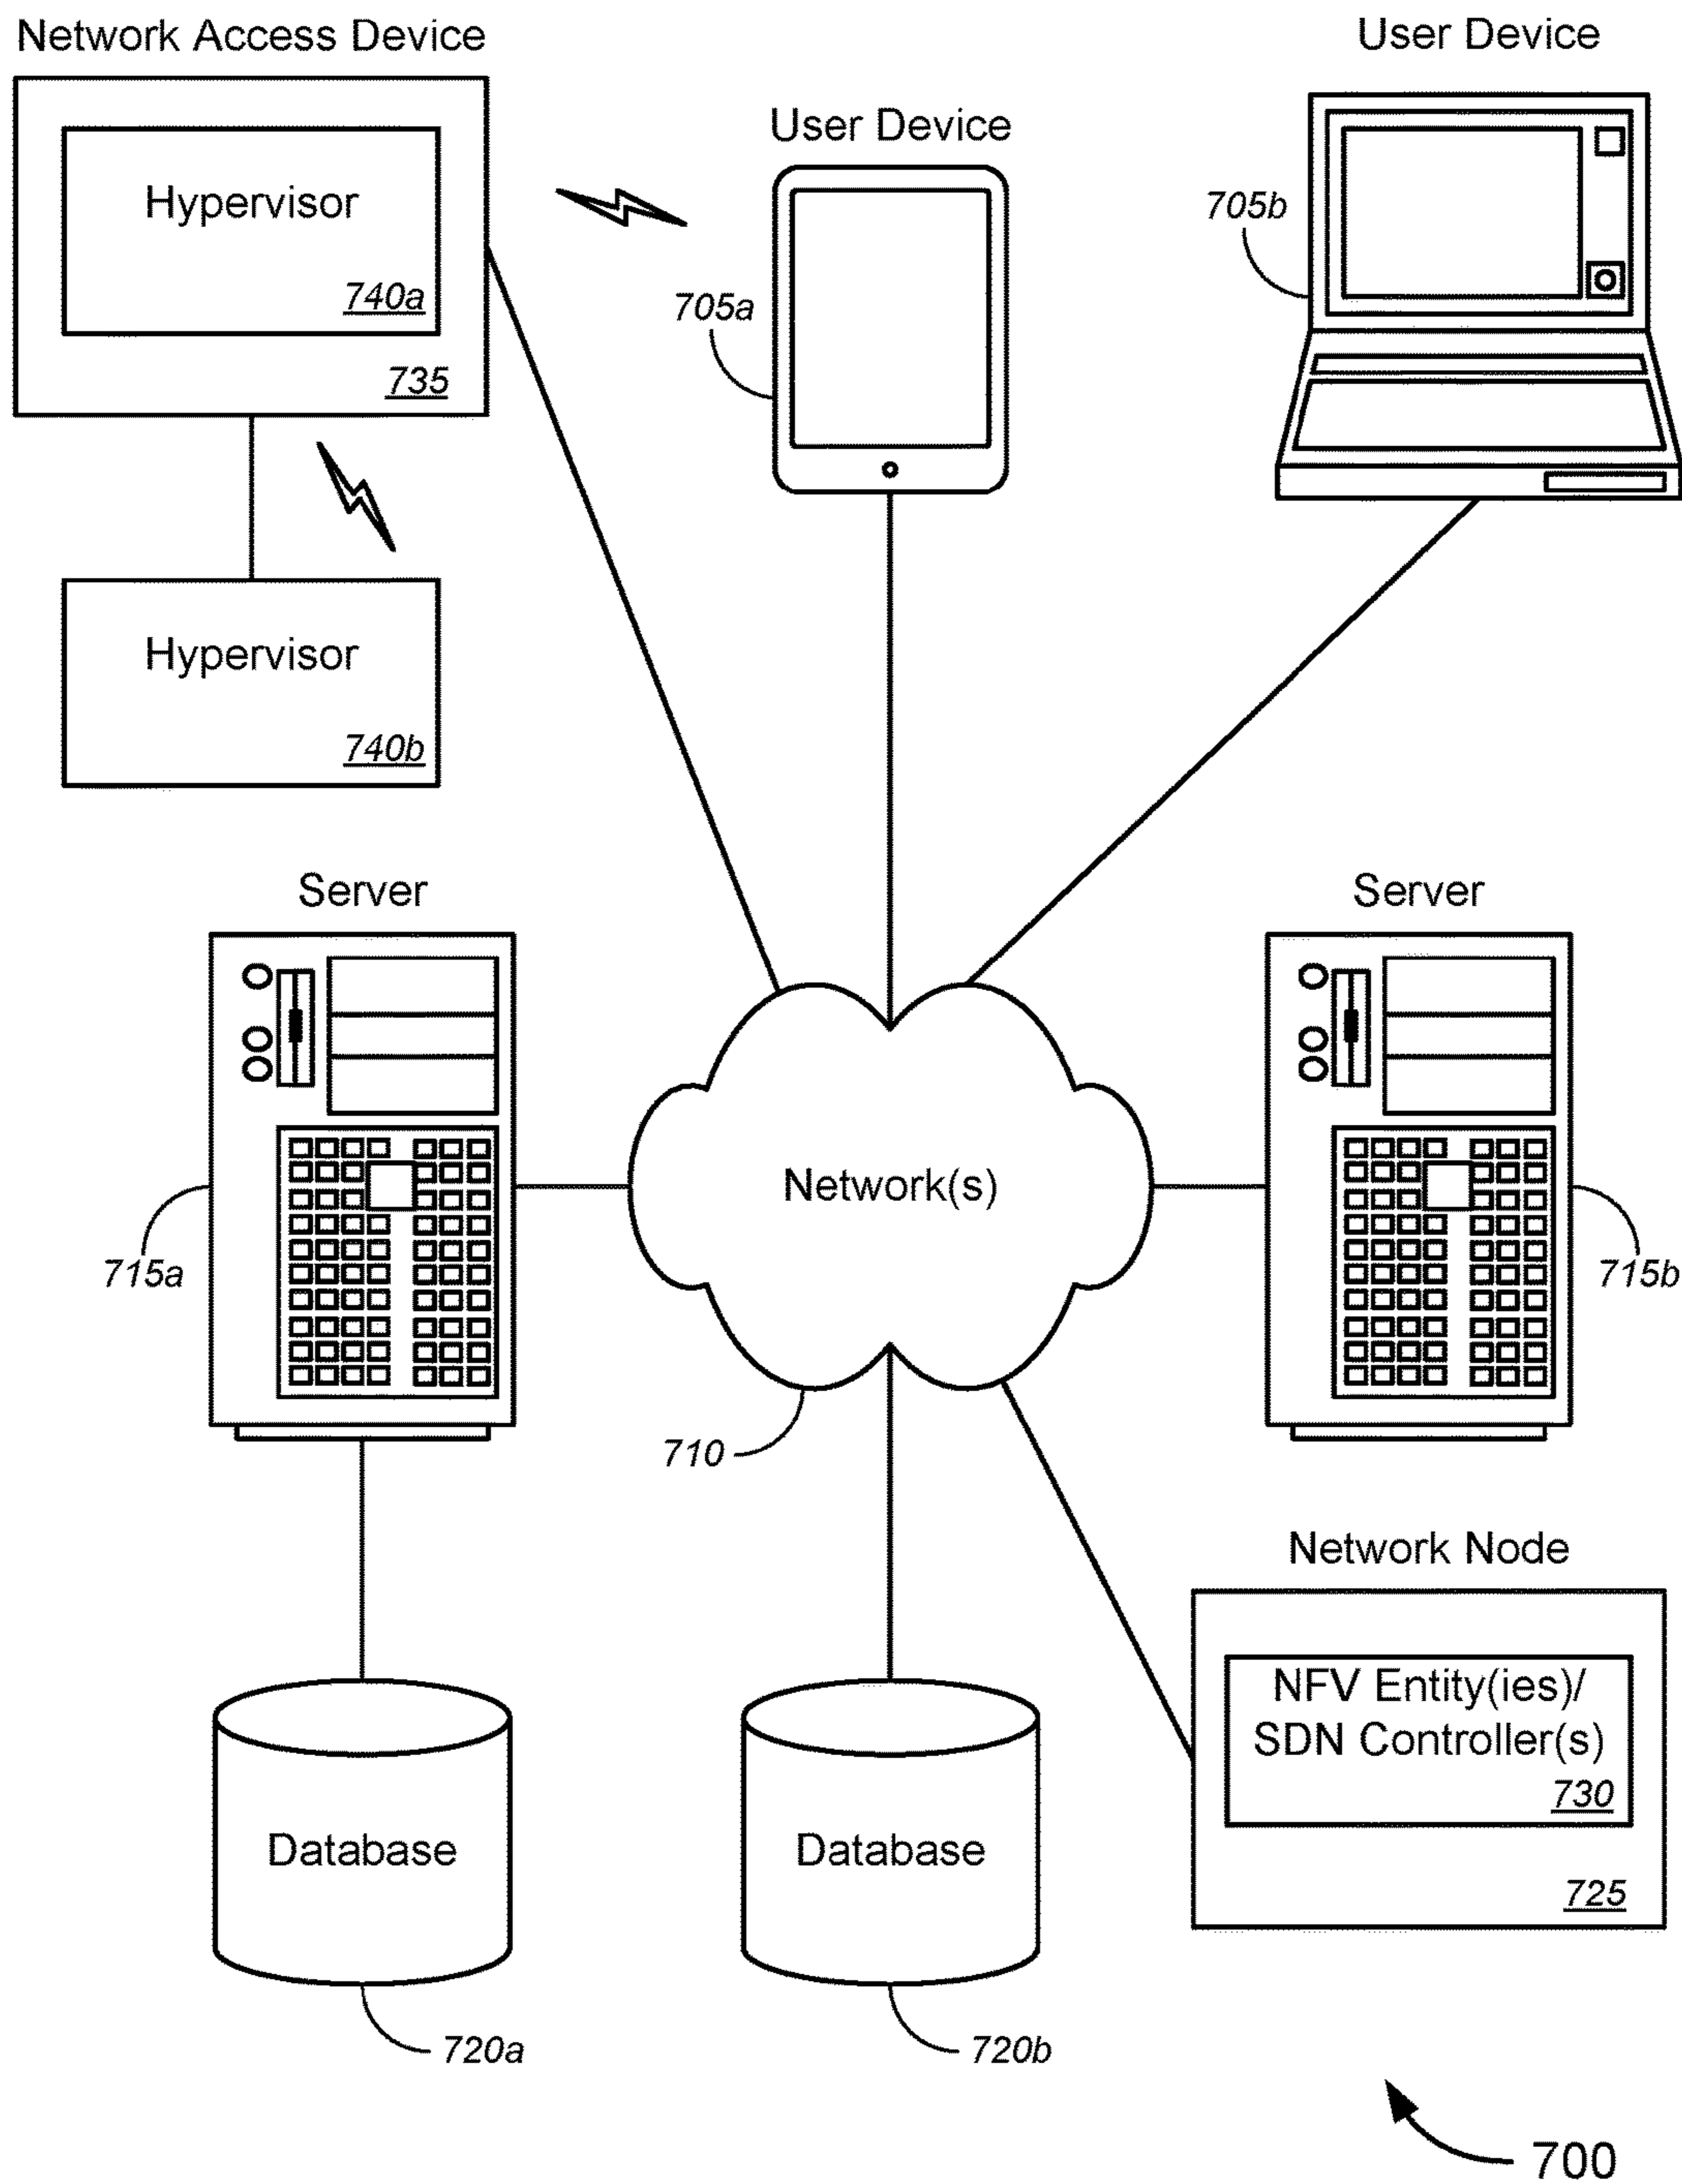 Network Access Device
User Device
User Device
Hypervisor
740a
735
705a
705b
Hypervisor
740b
Server
Server
Network(s)
715a
715b
710
Network Node
NFV Entity(ies)/
SDN Controller(s)
730
725
Database
Database
720a
720b
700